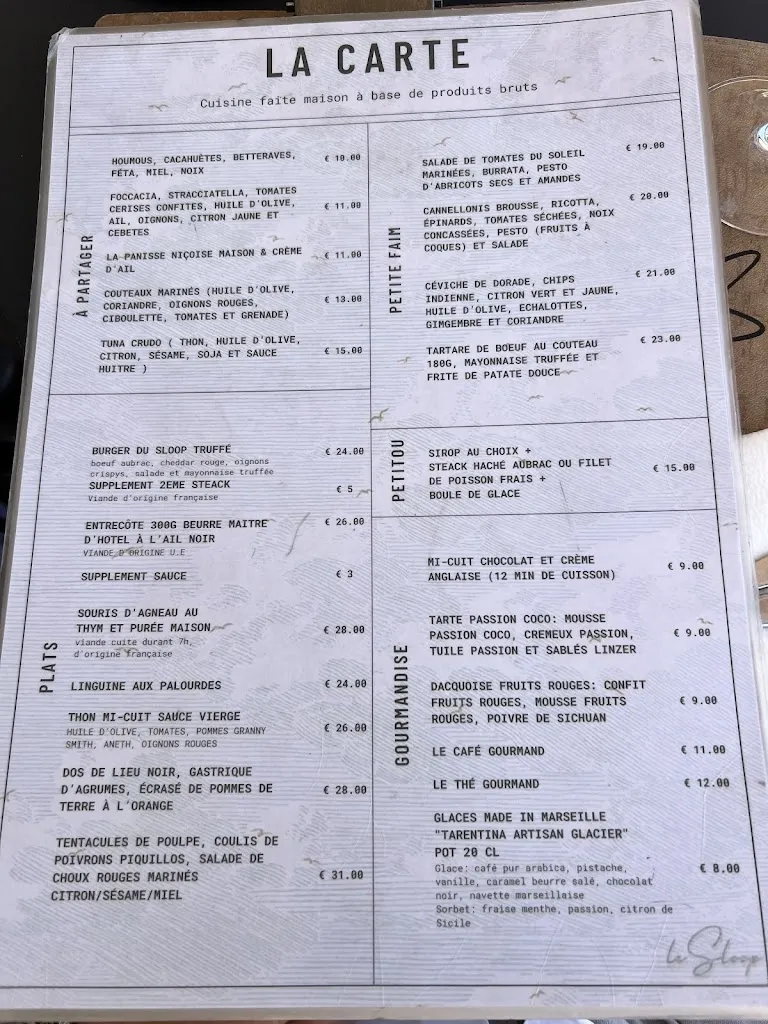 LA CARTE
Cuisine faite maison à base de produits bruts
À PARTAGER
HOUMOUS, CACAHUÈTES, BETTERAVES, € 10.00
FÉTA, MIEL, NOIX
FOCCACIA, STRACCIATELLA, TOMATES
CERISES CONFITES, HUILE D'OLIVE, € 11.00
AIL, OIGNONS, CITRON JAUNE ET
CEBETES
LA PANISSE NIÇOISE MAISON & CRÈME € 11.00
D'AIL
COUTEAUX MARINÉS (HUILE D'OLIVE, € 13.00
CORIANDRE, OIGNONS ROUGES,
CIBOULETTE, TOMATES ET GRENADE)
TUNA CRUDO ( THON, HUILE D'OLIVE,
CITRON, SÉSAME, SOJA ET SAUCE € 15.00
HUITRE )
PLATS
BURGER DU SLOOP TRUFFÉ € 24.00
boeuf aubrac, cheddar rouge, oignons
crispys, salade et mayonnaise truffée
SUPPLEMENT 2EME STEACK € 5
Viande d'origine française
ENTRECÔTE 300G BEURRE MAITRE € 26.00
D'HOTEL À L'AIL NOIR
VIANDE D'ORIGINE U.E
SUPPLEMENT SAUCE € 3
SOURIS D'AGNEAU AU
THYM ET PURÉE MAISON € 28.00
viande cuite durant 7h,
d'origine française
LINGUINE AUX PALOURDES € 24.00
THON MI-CUIT SAUCE VIERGE
HUILE D'OLIVE, TOMATES, POMMES GRANNY € 26.00
SMITH, ANETH, OIGNONS ROUGES
DOS DE LIEU NOIR, GASTRIQUE
D'AGRUMES, ÉCRASÉ DE POMMES DE € 28.00
TERRE À L'ORANGE
TENTACULES DE POULPE, COULIS DE
POIVRONS PIQUILLOS, SALADE DE
CHOUX ROUGES MARINÉS € 31.00
CITRON/SÉSAME/MIEL
PETITE FAIM
SALADE DE TOMATES DU SOLEIL € 19.00
MARINÉES, BURRATA, PESTO
D'ABRICOTS SECS ET AMANDES
CANNELLONIS BROUSSE, RICOTTA, € 20.00
ÉPINARDS, TOMATES SÉCHÉES, NOIX
CONCASSÉES, PESTO (FRUITS À
COQUES) ET SALADE
CÉVICHE DE DORADE, CHIPS € 21.00
INDIENNE, CITRON VERT ET JAUNE,
HUILE D'OLIVE, ECHALOTTES,
GIMGEMBRE ET CORIANDRE
TARTARE DE BŒUF AU COUTEAU € 23.00
180G, MAYONNAISE TRUFFÉE ET
FRITE DE PATATE DOUCE
PETITOU
SIROP AU CHOIX +
STEACK HACHÉ AUBRAC OU FILET € 15.00
DE POISSON FRAIS +
BOULE DE GLACE
GOURMANDISE
MI-CUIT CHOCOLAT ET CRÈME € 9.00
ANGLAISE (12 MIN DE CUISSON)
TARTE PASSION COCO: MOUSSE
PASSION COCO, CREMEUX PASSION, € 9.00
TUILE PASSION ET SABLÉS LINZER
DACQUOISE FRUITS ROUGES: CONFIT
FRUITS ROUGES, MOUSSE FRUITS € 9.00
ROUGES, POIVRE DE SICHUAN
LE CAFÉ GOURMAND € 11.00
LE THÉ GOURMAND € 12.00
GLACES MADE IN MARSEILLE
"TARENTINA ARTISAN GLACIER"
POT 20 CL
Glace: café pur arabica, pistache, € 8.00
vanille, caramel beurre salé, chocolat
noir, navette marseillaise
Sorbet: fraise menthe, passion, citron de
Sicile
le Sloop